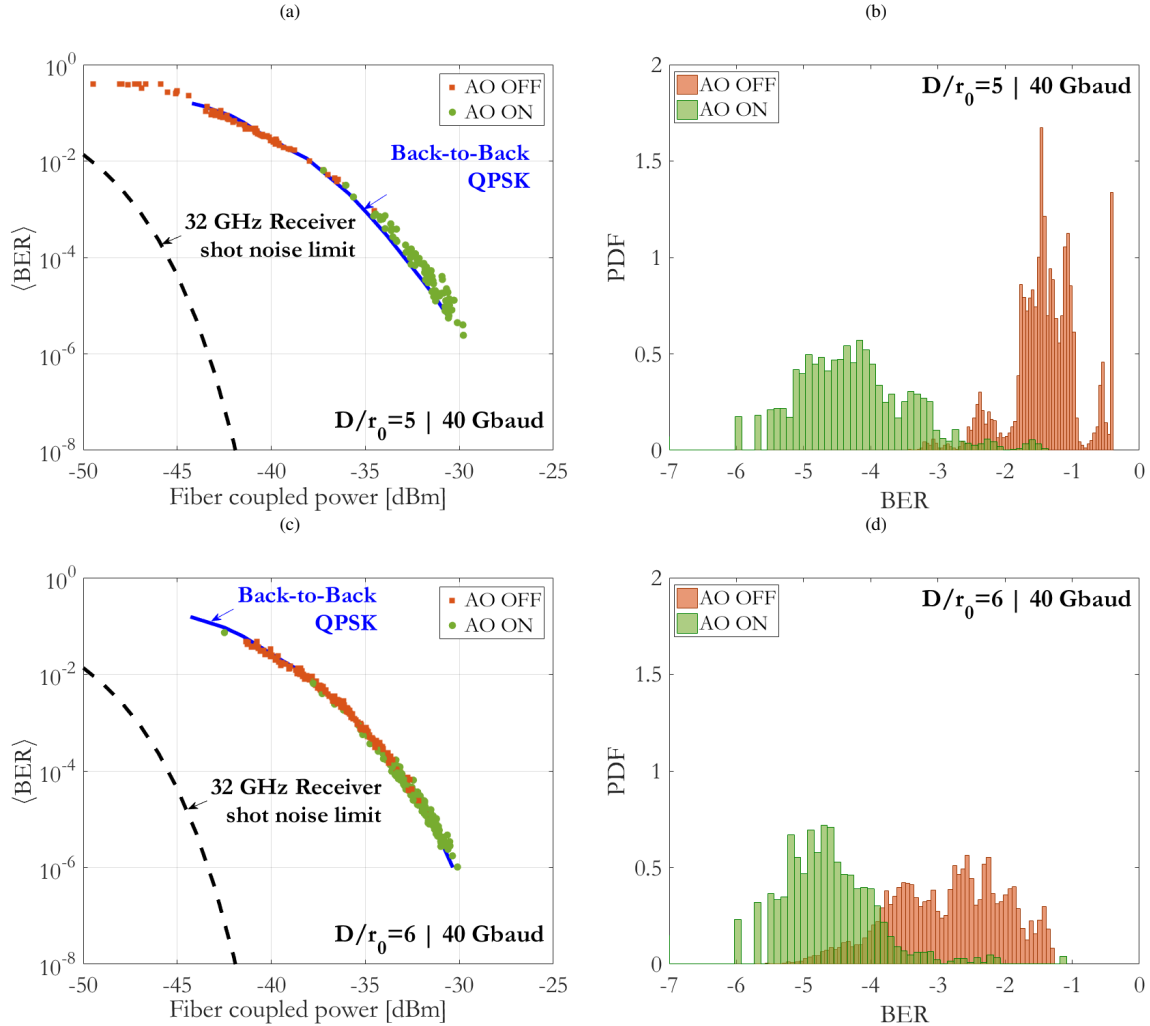 (a)
10^0
10^-2
10^-4
10^-6
10^-8
⟨BER⟩
AO OFF
AO ON
Back-to-Back
QPSK
32 GHz Receiver
shot noise limit
D/r_0=5 | 40 Gbaud
-50 -45 -40 -35 -30 -25
Fiber coupled power [dBm]
(b)
2
1.5
1
0.5
0
PDF
AO OFF
AO ON
D/r_0=5 | 40 Gbaud
-7 -6 -5 -4 -3 -2 -1 0
BER
(c)
10^0
10^-2
10^-4
10^-6
10^-8
⟨BER⟩
Back-to-Back
QPSK
AO OFF
AO ON
32 GHz Receiver
shot noise limit
D/r_0=6 | 40 Gbaud
-50 -45 -40 -35 -30 -25
Fiber coupled power [dBm]
(d)
2
1.5
1
0.5
0
PDF
AO OFF
AO ON
D/r_0=6 | 40 Gbaud
-7 -6 -5 -4 -3 -2 -1 0
BER